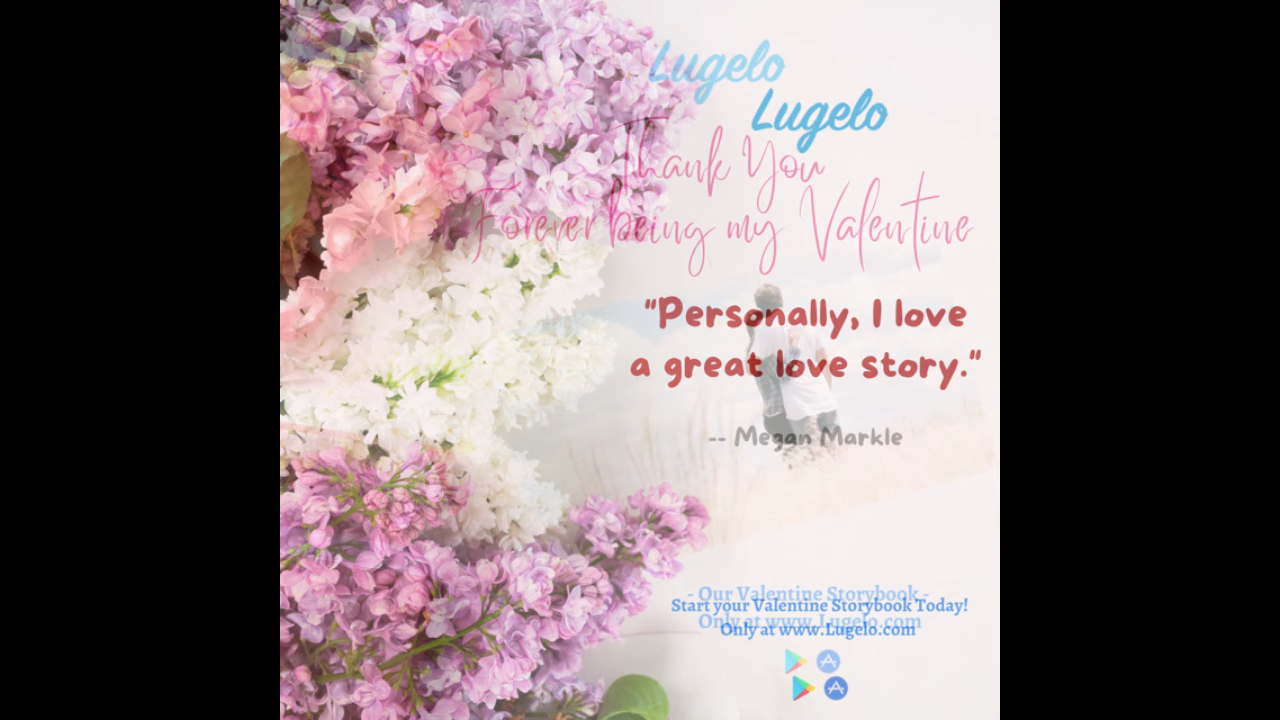 Lugelo
Lugelo
Thank You
Forever being my Valentine
"Personally, I love
a great love story."
-- Megan Markle
- Our Valentine Storybook -
Start your Valentine Storybook Today!
Only at www.Lugelo.com
Only at www.Lugelo.com